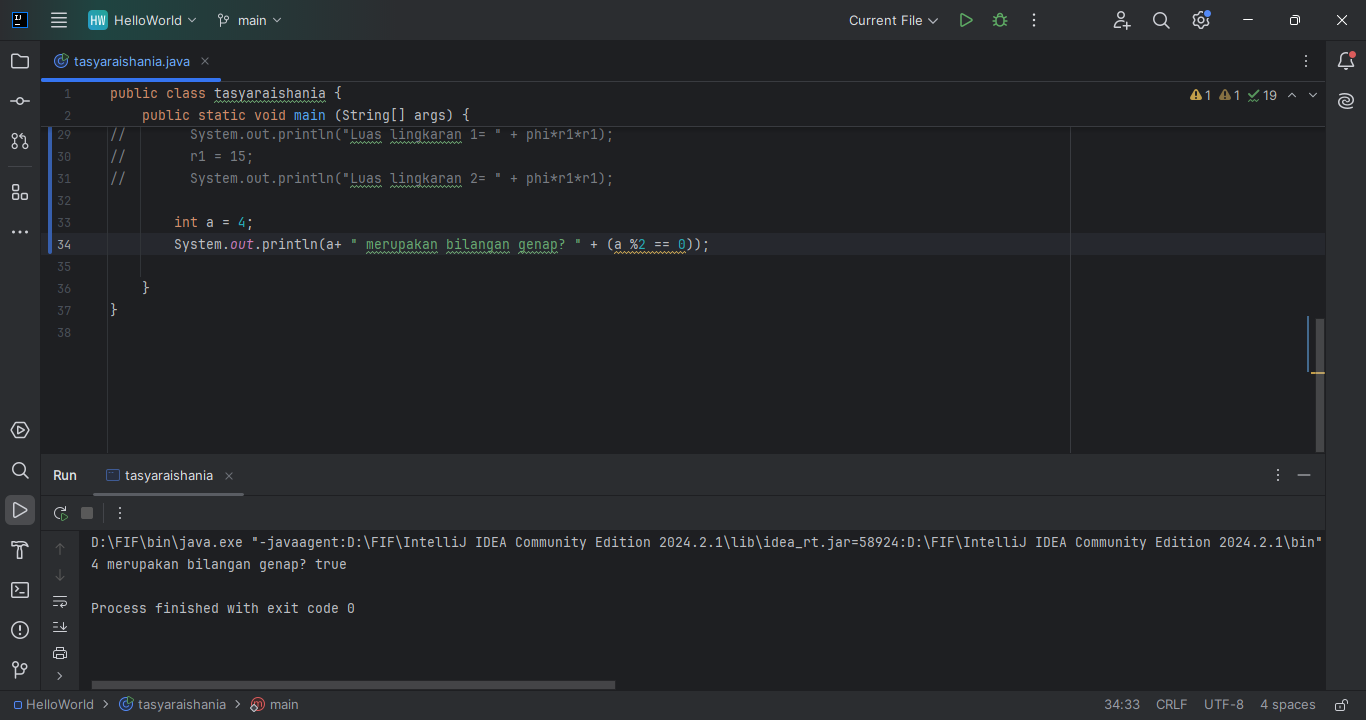 HW HelloWorld main Current File
tasyaraishania.java
1 public class tasyaraishania {
1 1 19
2 public static void main (String[] args) {
29 // System.out.println("Luas lingkaran 1= " + phi*r1*r1);
30 // r1 = 15;
31 // System.out.println("Luas lingkaran 2= " + phi*r1*r1);
32
33 int a = 4;
34 System.out.println(a+ " merupakan bilangan genap? " + (a %2 == 0));
35
36 }
37 }
38
Run tasyaraishania
D:\FIF\bin\java.exe "-javaagent:D:\FIF\IntelliJ IDEA Community Edition 2024.2.1\lib\idea_rt.jar=58924:D:\FIF\IntelliJ IDEA Community Edition 2024.2.1\bin"
4 merupakan bilangan genap? true
Process finished with exit code 0
HelloWorld > tasyaraishania > main 34:33 CRLF UTF-8 4 spaces